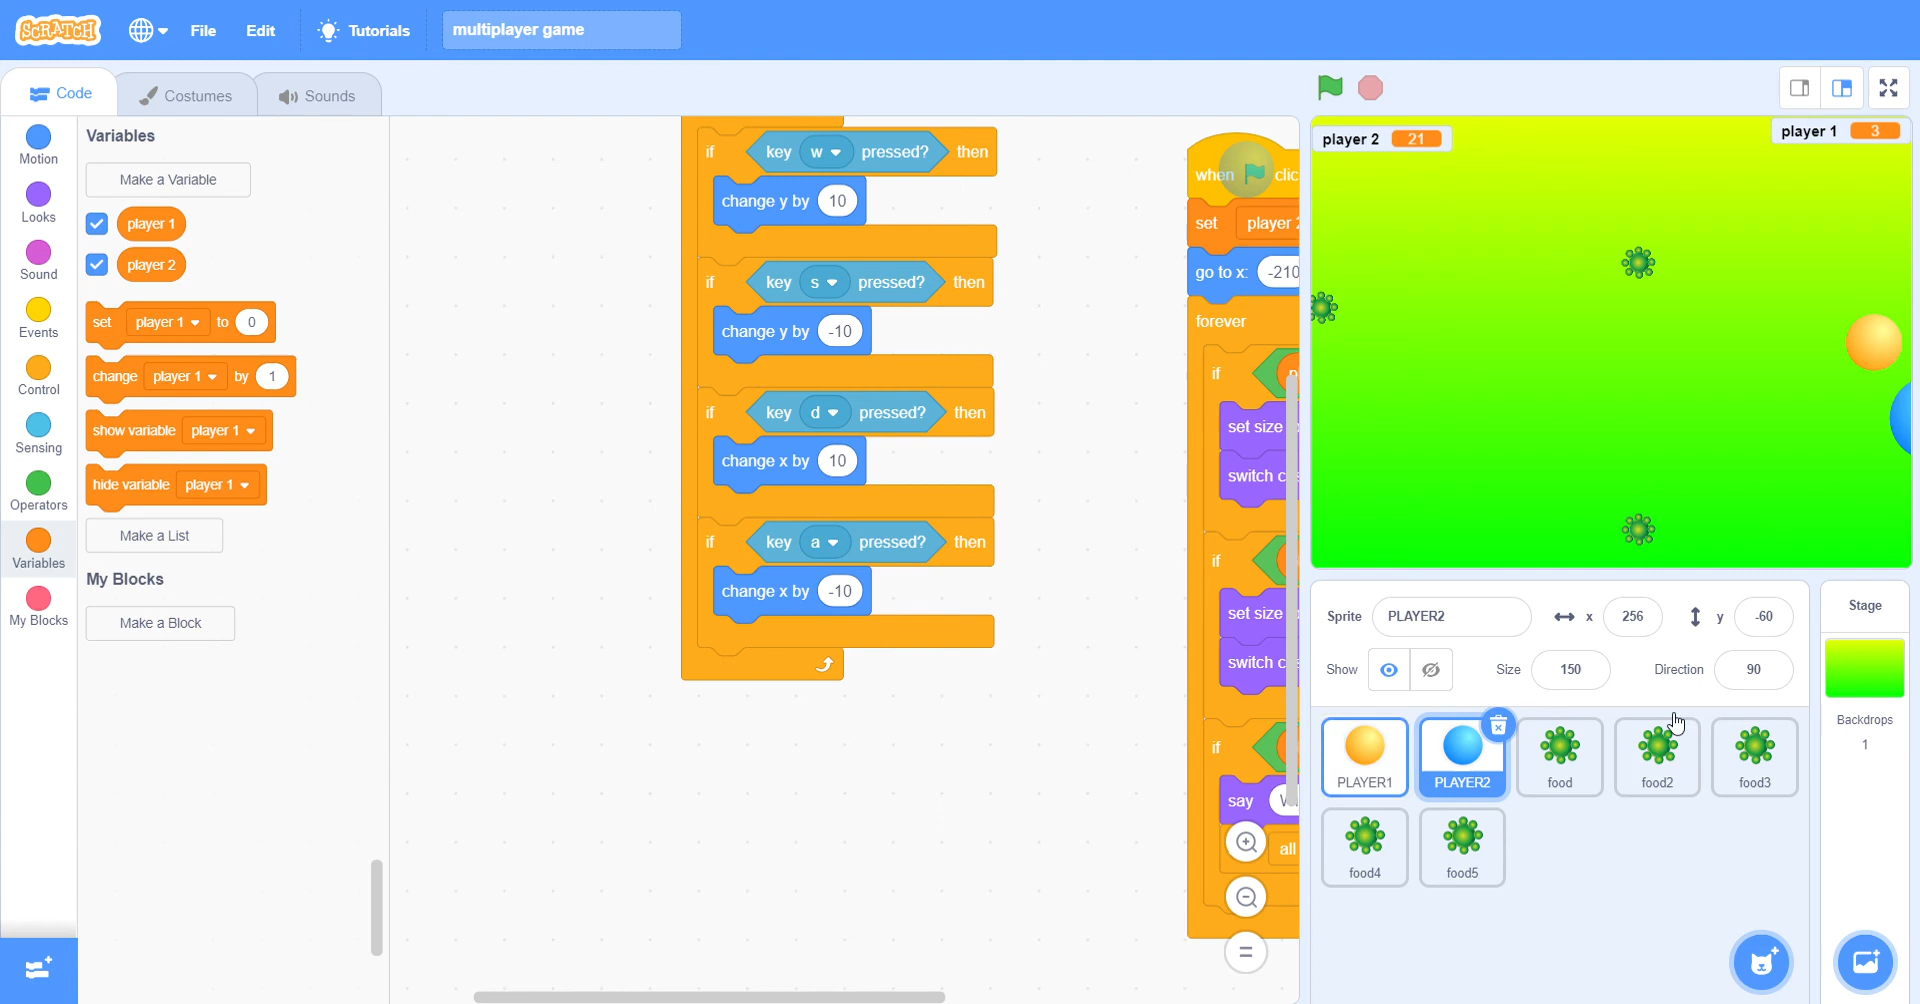 SCRATCH File Edit Tutorials multiplayer game
Code Costumes Sounds
Motion
Looks
Sound
Events
Control
Sensing
Operators
Variables
My Blocks
Variables
Make a Variable
player 1
player 2
set player 1 to 0
change player 1 by 1
show variable player 1
hide variable player 1
Make a List
My Blocks
Make a Block
if key w pressed? then
change y by 10
if key s pressed? then
change y by -10
if key d pressed? then
change x by 10
if key a pressed? then
change x by -10
when clic
set player
go to x: -210
forever
if
set size
switch c
if
set size
switch c
if
say
all
player 2 21
player 1 3
Sprite PLAYER2 x 256 y -60
Show Size 150 Direction 90
PLAYER1 PLAYER2 food food2 food3
food4 food5
Stage
Backdrops
1